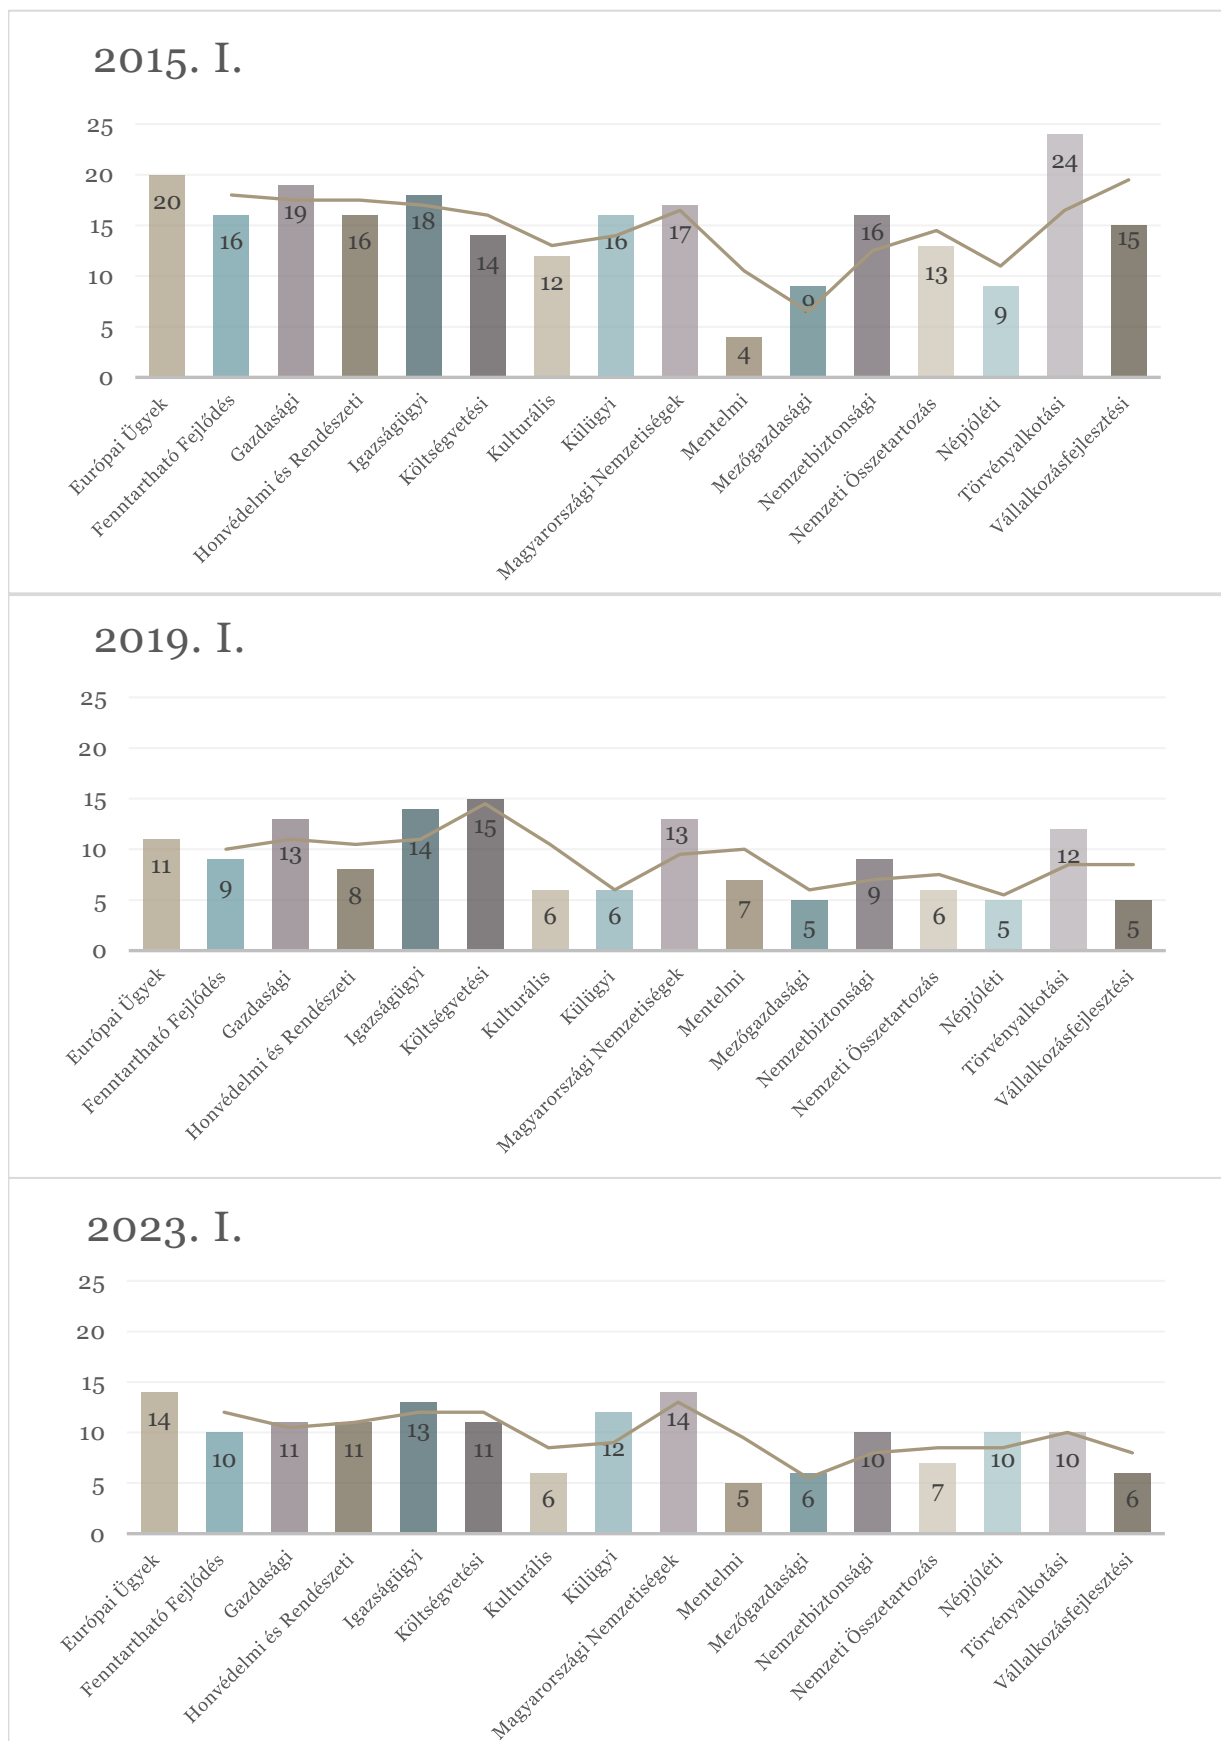 2015. I.
25
20
15
10
5
0
20
16
19
16
18
14
12
16
17
4
9
16
13
9
24
15
Európai Ügyek
Fenntartható Fejlődés
Gazdasági
Honvédelmi és Rendészeti
Igazságügyi
Költségvetési
Kulturális
Külügyi
Magyarországi Nemzetiségek
Mentelmi
Mezőgazdasági
Nemzetbiztonsági
Nemzeti Összetartozás
Népjóléti
Törvényalkotási
Vállalkozásfejlesztési
2019. I.
25
20
15
10
5
0
11
9
13
8
14
15
6
6
13
7
5
9
6
5
12
5
Európai Ügyek
Fenntartható Fejlődés
Gazdasági
Honvédelmi és Rendészeti
Igazságügyi
Költségvetési
Kulturális
Külügyi
Magyarországi Nemzetiségek
Mentelmi
Mezőgazdasági
Nemzetbiztonsági
Nemzeti Összetartozás
Népjóléti
Törvényalkotási
Vállalkozásfejlesztési
2023. I.
25
20
15
10
5
0
14
10
11
11
13
11
6
12
14
5
6
10
7
10
10
6
Európai Ügyek
Fenntartható Fejlődés
Gazdasági
Honvédelmi és Rendészeti
Igazságügyi
Költségvetési
Kulturális
Külügyi
Magyarországi Nemzetiségek
Mentelmi
Mezőgazdasági
Nemzetbiztonsági
Nemzeti Összetartozás
Népjóléti
Törvényalkotási
Vállalkozásfejlesztési